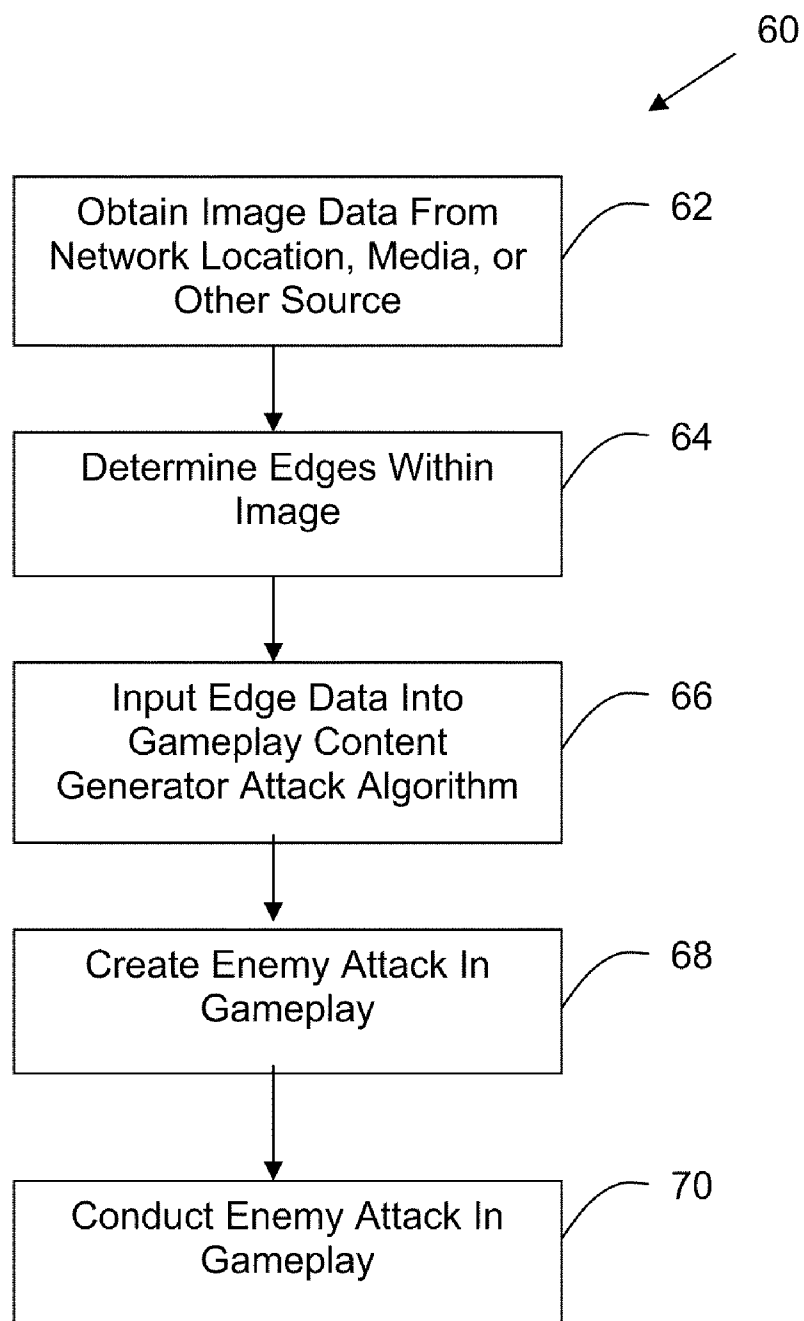 60
Obtain Image Data From
Network Location, Media, or
Other Source
62
Determine Edges Within
Image
64
Input Edge Data Into
Gameplay Content
Generator Attack Algorithm
66
Create Enemy Attack In
Gameplay
68
Conduct Enemy Attack In
Gameplay
70